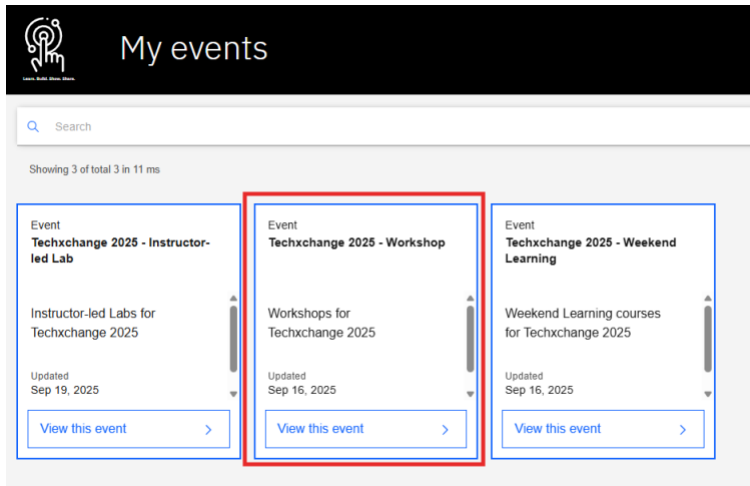 My events
Learn. Build. Show. Share.
Search
Showing 3 of total 3 in 11 ms
Event
Techxchange 2025 - Instructor-
led Lab
Instructor-led Labs for
Techxchange 2025
Updated
Sep 19, 2025
View this event
Event
Techxchange 2025 - Workshop
Workshops for
Techxchange 2025
Updated
Sep 16, 2025
View this event
Event
Techxchange 2025 - Weekend
Learning
Weekend Learning courses
for Techxchange 2025
Updated
Sep 16, 2025
View this event